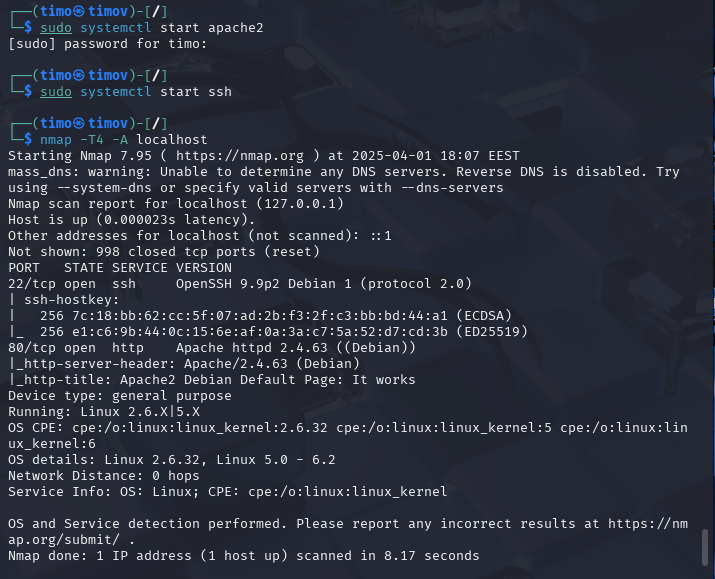 ┌──(timo㉿timov)-[/]
└─$ sudo systemctl start apache2
[sudo] password for timo:
┌──(timo㉿timov)-[/]
└─$ sudo systemctl start ssh
┌──(timo㉿timov)-[/]
└─$ nmap -T4 -A localhost
Starting Nmap 7.95 ( https://nmap.org ) at 2025-04-01 18:07 EEST
mass_dns: warning: Unable to determine any DNS servers. Reverse DNS is disabled. Try
using --system-dns or specify valid servers with --dns-servers
Nmap scan report for localhost (127.0.0.1)
Host is up (0.000023s latency).
Other addresses for localhost (not scanned): ::1
Not shown: 998 closed tcp ports (reset)
PORT   STATE SERVICE VERSION
22/tcp open  ssh     OpenSSH 9.9p2 Debian 1 (protocol 2.0)
| ssh-hostkey:
|   256 7c:18:bb:62:cc:5f:07:ad:2b:f3:2f:c3:bb:bd:44:a1 (ECDSA)
|_  256 e1:c6:9b:44:0c:15:6e:af:0a:3a:c7:5a:52:d7:cd:3b (ED25519)
80/tcp open  http    Apache httpd 2.4.63 ((Debian))
|_http-server-header: Apache/2.4.63 (Debian)
|_http-title: Apache2 Debian Default Page: It works
Device type: general purpose
Running: Linux 2.6.X|5.X
OS CPE: cpe:/o:linux:linux_kernel:2.6.32 cpe:/o:linux:linux_kernel:5 cpe:/o:linux:lin
ux_kernel:6
OS details: Linux 2.6.32, Linux 5.0 - 6.2
Network Distance: 0 hops
Service Info: OS: Linux; CPE: cpe:/o:linux:linux_kernel
OS and Service detection performed. Please report any incorrect results at https://nm
ap.org/submit/ .
Nmap done: 1 IP address (1 host up) scanned in 8.17 seconds